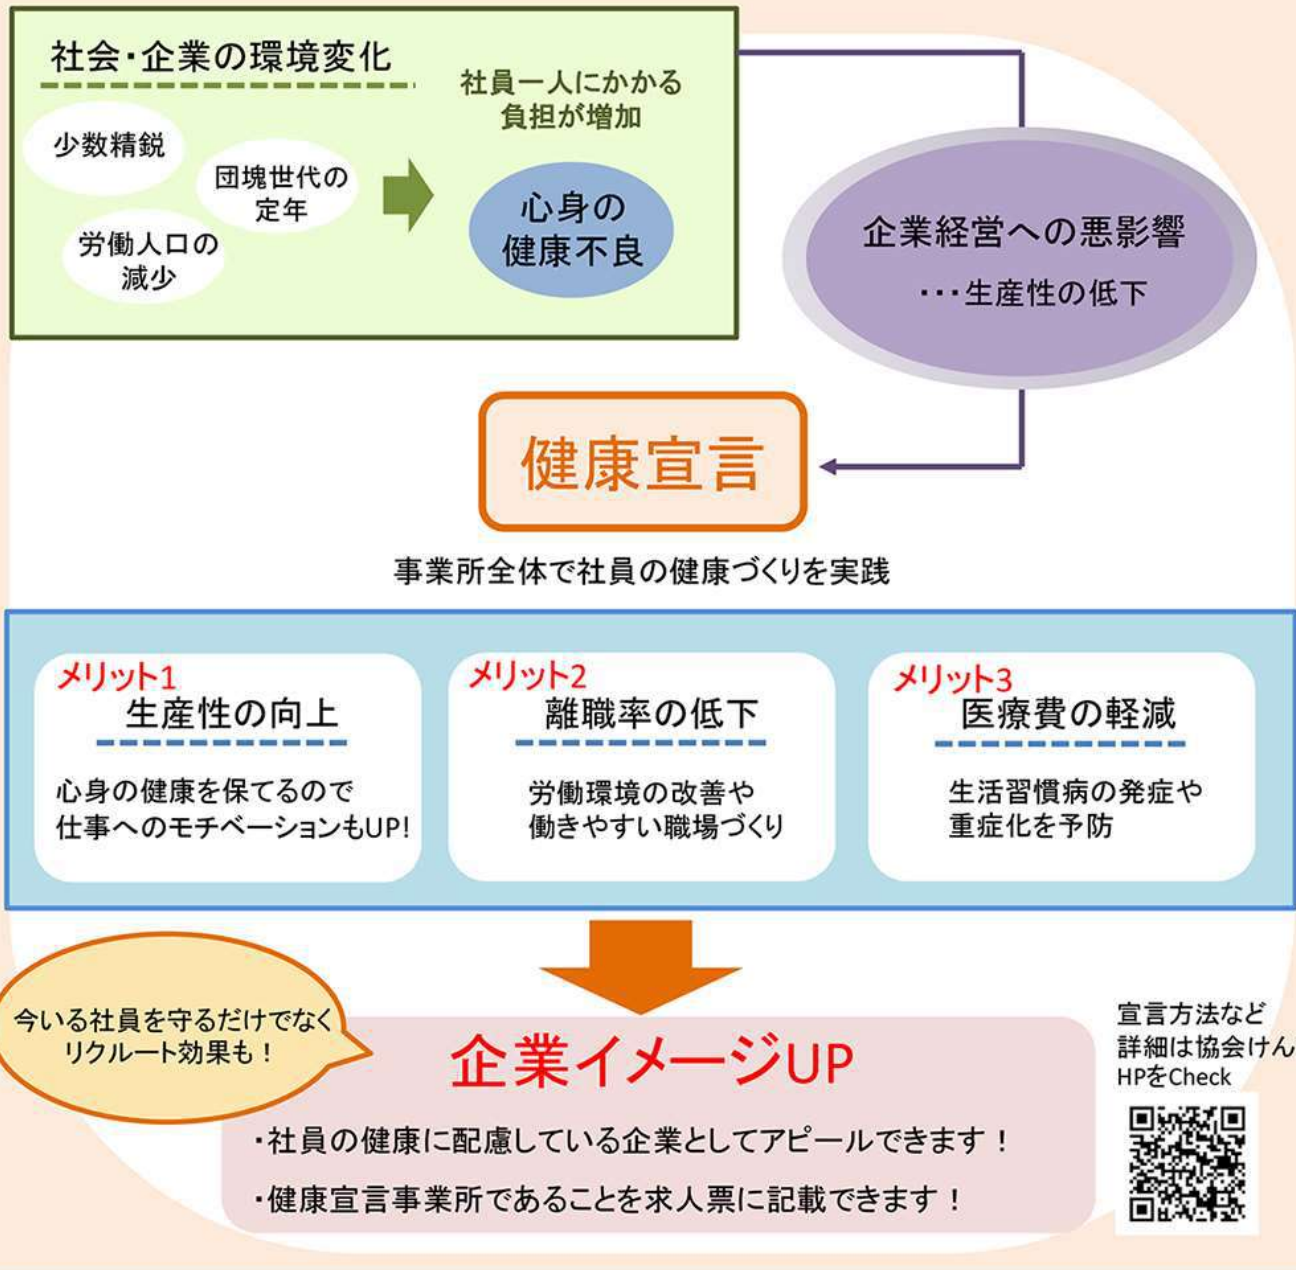 社会・企業の環境変化
少数精鋭
団塊世代の
定年
労働人口の
減少
社員一人にかかる
負担が増加
心身の
健康不良
企業経営への悪影響
・・・生産性の低下
健康宣言
事業所全体で社員の健康づくりを実践
メリット1
生産性の向上
心身の健康を保てるので
仕事へのモチベーションもUP!
メリット2
離職率の低下
労働環境の改善や
働きやすい職場づくり
メリット3
医療費の軽減
生活習慣病の発症や
重症化を予防
今いる社員を守るだけでなく
リクルート効果も！
企業イメージUP
・社員の健康に配慮している企業としてアピールできます！
・健康宣言事業所であることを求人票に記載できます！
宣言方法など
詳細は協会けん
HPをCheck